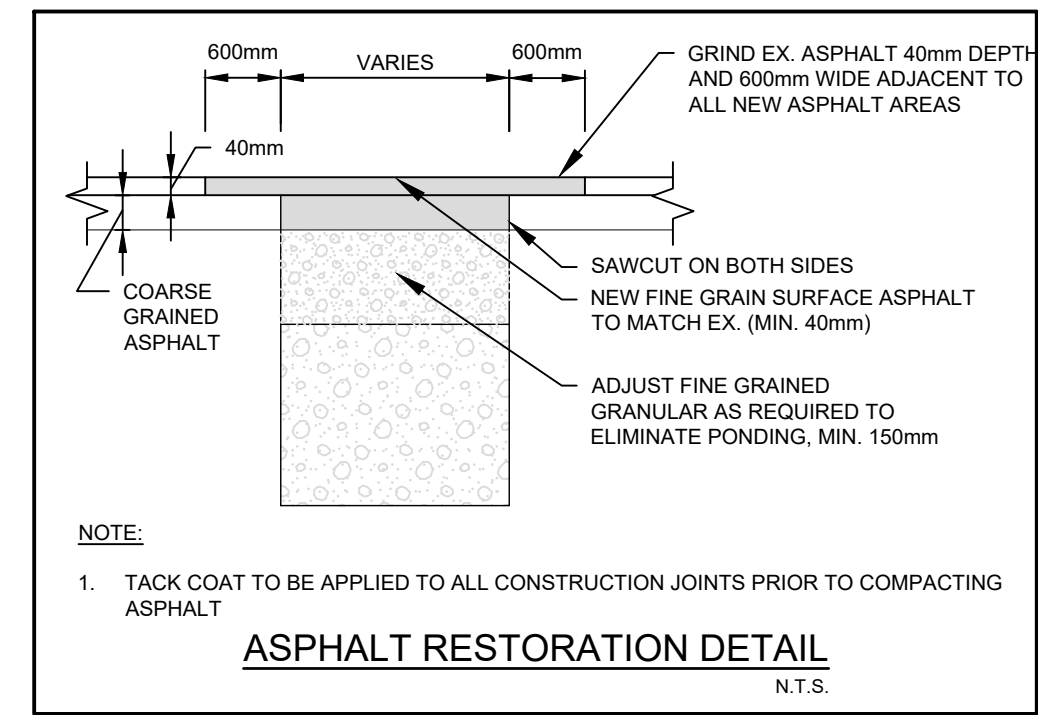 600mm
VARIES
600mm
GRIND EX. ASPHALT 40mm DEPTH
AND 600mm WIDE ADJACENT TO
ALL NEW ASPHALT AREAS
40mm
SAWCUT ON BOTH SIDES
COARSE
GRAINED
ASPHALT
NEW FINE GRAIN SURFACE ASPHALT
TO MATCH EX. (MIN. 40mm)
ADJUST FINE GRAINED
GRANULAR AS REQUIRED TO
ELIMINATE PONDING, MIN. 150mm
NOTE:
1. TACK COAT TO BE APPLIED TO ALL CONSTRUCTION JOINTS PRIOR TO COMPACTING
ASPHALT
ASPHALT RESTORATION DETAIL
N.T.S.